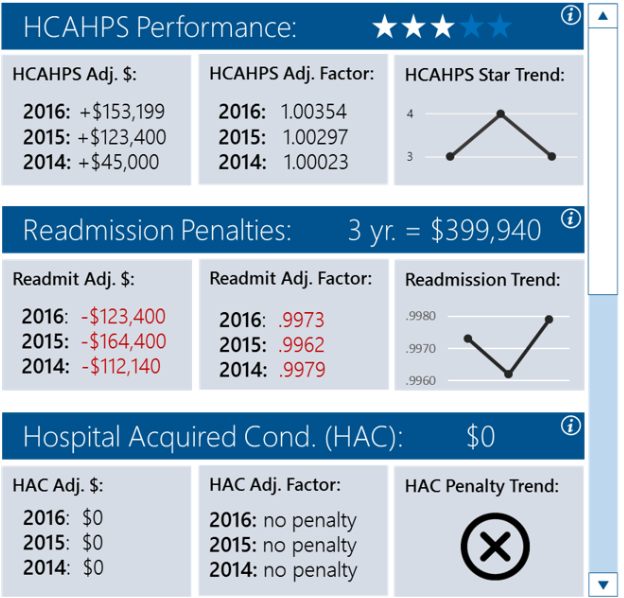 HCAHPS Performance:
HCAHPS Adj. $:
2016: +$153,199
2015: +$123,400
2014: +$45,000
HCAHPS Adj. Factor:
2016: 1.00354
2015: 1.00297
2014: 1.00023
HCAHPS Star Trend:
4
3
Readmission Penalties: 3 yr. = $399,940
Readmit Adj. $:
2016: -$123,400
2015: -$164,400
2014: -$112,140
Readmit Adj. Factor:
2016: .9973
2015: .9962
2014: .9979
Readmission Trend:
.9980
.9970
.9960
Hospital Acquired Cond. (HAC): $0
HAC Adj. $:
2016: $0
2015: $0
2014: $0
HAC Adj. Factor:
2016: no penalty
2015: no penalty
2014: no penalty
HAC Penalty Trend: